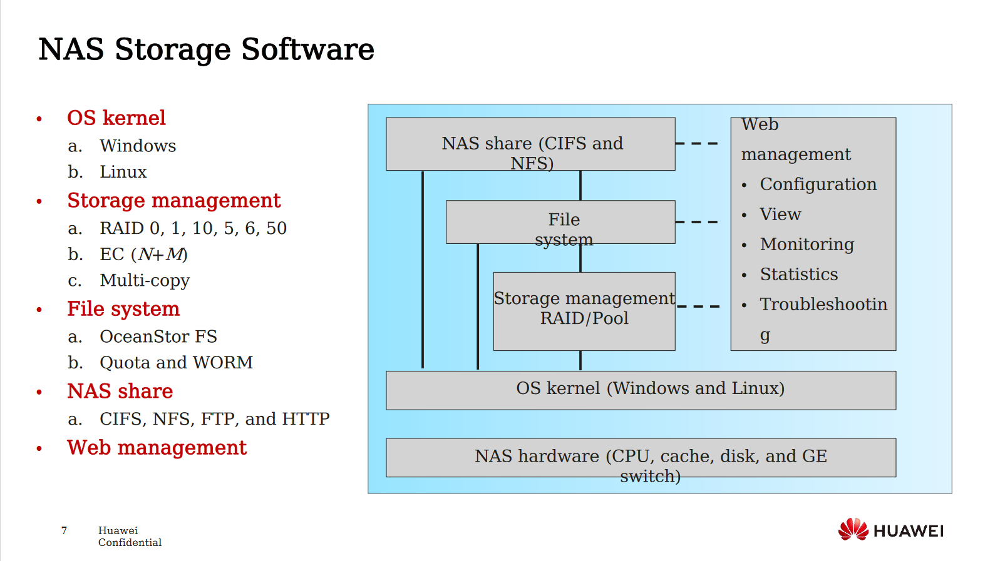 NAS Storage Software
• OS kernel
a. Windows
b. Linux
• Storage management
a. RAID 0, 1, 10, 5, 6, 50
b. EC (N+M)
c. Multi-copy
• File system
a. OceanStor FS
b. Quota and WORM
• NAS share
a. CIFS, NFS, FTP, and HTTP
• Web management
NAS share (CIFS and
NFS)
File
system
Storage management
RAID/Pool
Web
management
• Configuration
• View
• Monitoring
• Statistics
• Troubleshootin
g
OS kernel (Windows and Linux)
NAS hardware (CPU, cache, disk, and GE
switch)
7
Huawei
Confidential
HUAWEI